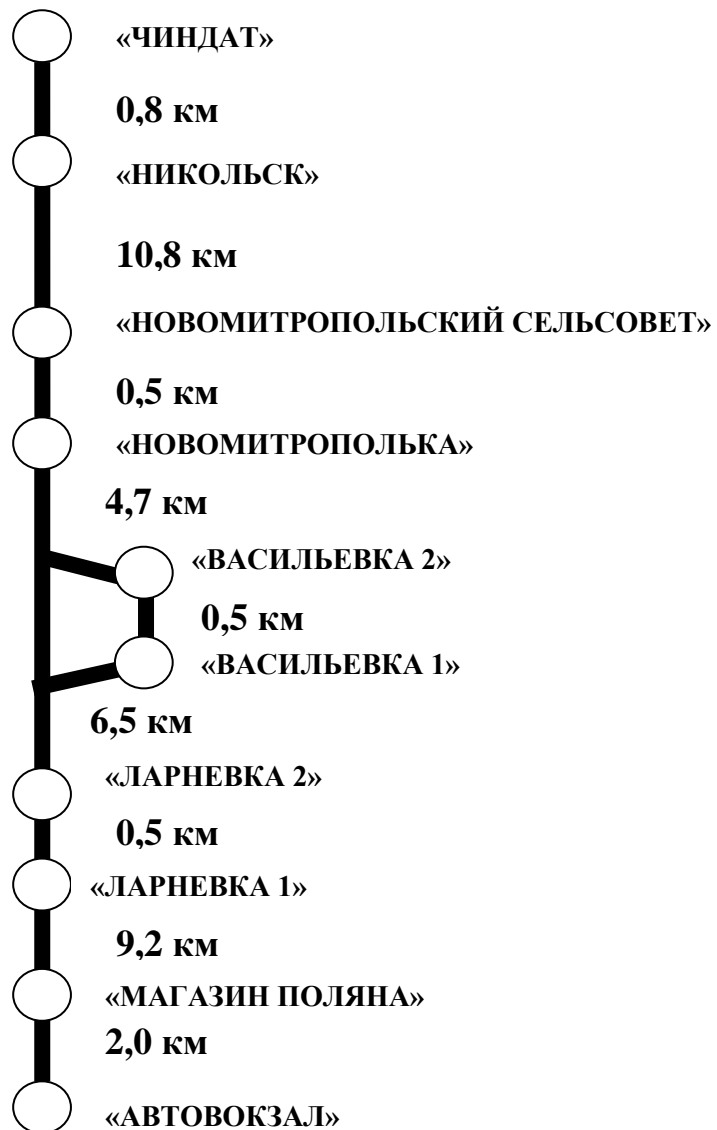 «ЧИНДАТ»
0,8 км
«НИКОЛЬСК»
10,8 км
«НОВОМИТРОПОЛЬСКИЙ СЕЛЬСОВЕТ»
0,5 км
«НОВОМИТРОПОЛЬКА»
4,7 км
«ВАСИЛЬЕВКА 2»
0,5 км
«ВАСИЛЬЕВКА 1»
6,5 км
«ЛАРНЕВКА 2»
0,5 км
«ЛАРНЕВКА 1»
9,2 км
«МАГАЗИН ПОЛЯНА»
2,0 км
«АВТОВОКЗАЛ»